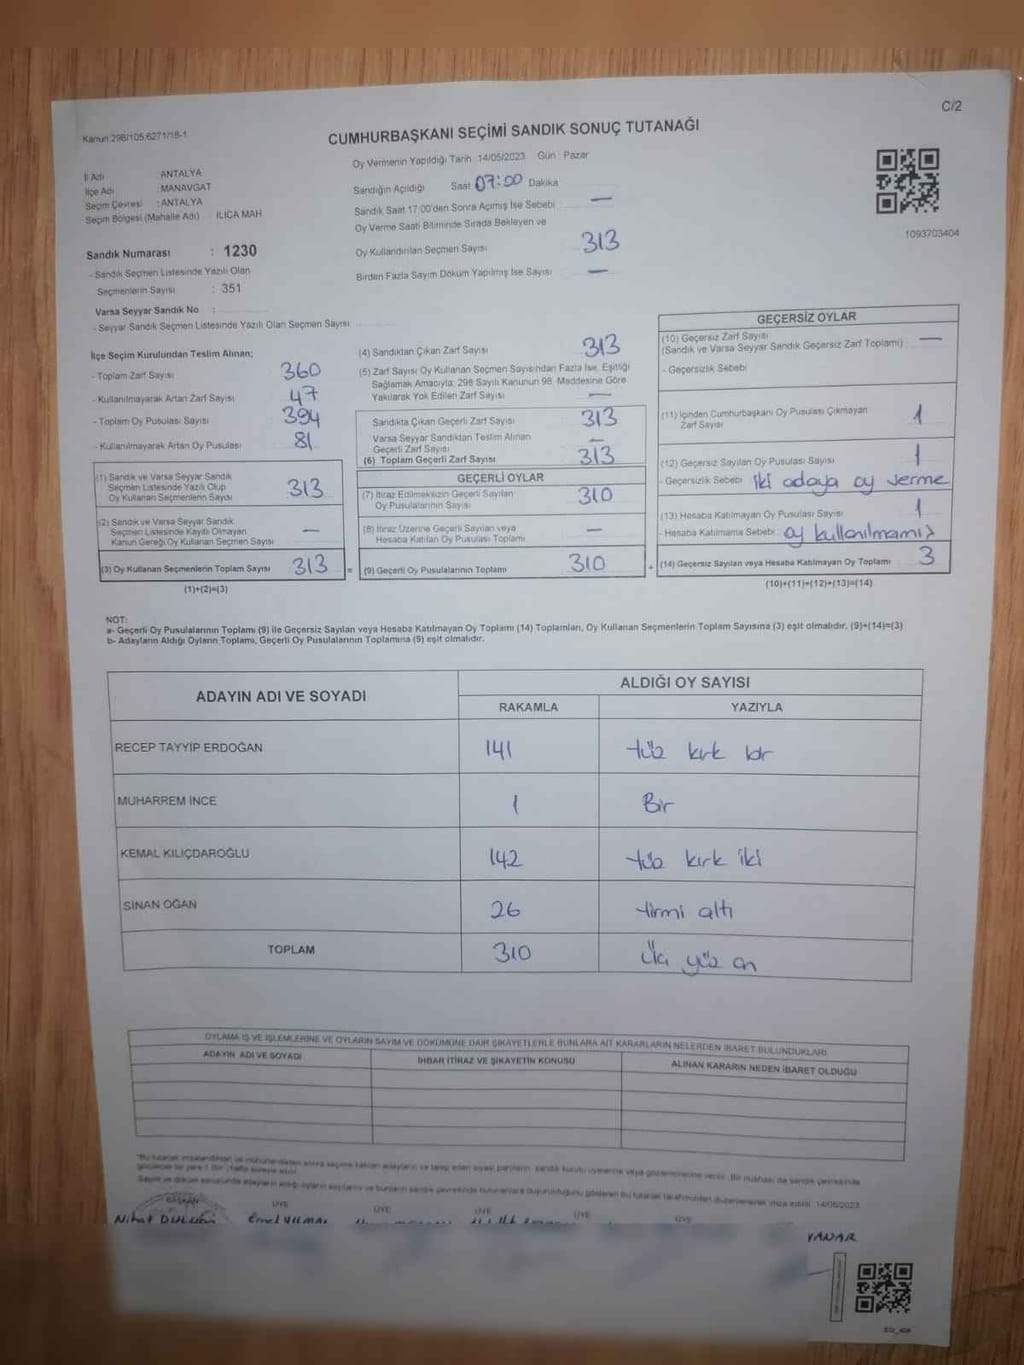 C/2
Kanun 298/105,6271/18-1
CUMHURBAŞKANI SEÇİMİ SANDIK SONUÇ TUTANAĞI
Oy Vermenin Yapıldığı Tarih 14/05/2023 Gün : Pazar
İl Adı ANTALYA
İlçe Adı MANAVGAT
Seçim Çevresi : ANTALYA
Seçim Bölgesi (Mahalle Adı) ILICA MAH
Sandığın Açıldığı Saat 07:00 Dakika
Sandık Saat 17:00'den Sonra Açımış İse Sebebi —
Oy Verme Saati Bitiminde Sırada Bekleyen ve
Oy Kullandırılan Seçmen Sayısı 313
Birden Fazla Sayım Döküm Yapılmış İse Sayısı —
1093703404
Sandık Numarası : 1230
- Sandık Seçmen Listesinde Yazılı Olan
Seçmenlerin Sayısı : 351
Varsa Seyyar Sandık No :
- Seyyar Sandık Seçmen Listesinde Yazılı Olan Seçmen Sayısı
İlçe Seçim Kurulundan Teslim Alınan;
- Toplam Zarf Sayısı 360
- Kullanılmayarak Artan Zarf Sayısı 47
- Toplam Oy Pusulası Sayısı 394
- Kullanılmayarak Artan Oy Pusulası 81
(1) Sandık ve Varsa Seyyar Sandık
Seçmen Listesinde Yazılı Olup
Oy Kullanan Seçmenlerin Sayısı 313
(2) Sandık ve Varsa Seyyar Sandık
Seçmen Listesinde Kayıtlı Olmayan
Kanun Gereği Oy Kullanan Seçmen Sayısı —
(3) Oy Kullanan Seçmenlerin Toplam Sayısı 313 =
(1)+(2)=(3)
(4) Sandıktan Çıkan Zarf Sayısı 313
(5) Zarf Sayısı Oy Kullanan Seçmen Sayısından Fazla İse, Eşitliği
Sağlamak Amacıyla, 298 Sayılı Kanunun 98. Maddesine Göre
Yakılarak Yok Edilen Zarf Sayısı —
Sandıkta Çıkan Geçerli Zarf Sayısı 313
Varsa Seyyar Sandıktan Teslim Alınan
Geçerli Zarf Sayısı —
(6) Toplam Geçerli Zarf Sayısı 313
GEÇERLİ OYLAR
(7) İtiraz Edilmeksizin Geçerli Sayılan
Oy Pusulalarının Sayısı 310
(8) İtiraz Üzerine Geçerli Sayılan veya
Hesaba Katılan Oy Pusulası Toplamı —
(9) Geçerli Oy Pusulalarının Toplamı 310 +
GEÇERSİZ OYLAR
(10) Geçersiz Zarf Sayısı
(Sandık ve Varsa Seyyar Sandık Geçersiz Zarf Toplamı) —
- Geçersizlik Sebebi
(11) İçinden Cumhurbaşkanı Oy Pusulası Çıkmayan
Zarf Sayısı 1
(12) Geçersiz Sayılan Oy Pusulası Sayısı 1
- Geçersizlik Sebebi iki adaya oy verme
(13) Hesaba Katılmayan Oy Pusulası Sayısı 1
- Hesaba Katılmama Sebebi oy kullanılmamış
(14) Geçersiz Sayılan veya Hesaba Katılmayan Oy Toplamı 3
(10)+(11)+(12)+(13)=(14)
NOT:
a- Geçerli Oy Pusulalarının Toplamı (9) ile Geçersiz Sayılan veya Hesaba Katılmayan Oy Toplamı (14) Toplamları, Oy Kullanan Seçmenlerin Toplam Sayısına (3) eşit olmalıdır. (9)+(14)=(3)
b- Adayların Aldığı Oyların Toplamı, Geçerli Oy Pusulalarının Toplamına (9) eşit olmalıdır.
ADAYIN ADI VE SOYADI ALDIĞI OY SAYISI
RAKAMLA YAZIYLA
RECEP TAYYİP ERDOĞAN 141 yüz kırk bir
MUHARREM İNCE 1 Bir
KEMAL KILIÇDAROĞLU 142 yüz kırk iki
SİNAN OĞAN 26 yirmi altı
TOPLAM 310 Üç yüz on
OYLAMA İŞ VE İŞLEMLERİNE VE OYLARIN SAYIM VE DÖKÜMÜNE DAİR ŞİKAYETLERLE BUNLARA AİT KARARLARIN NELERDEN İBARET BULUNDUKLARI
ADAYIN ADI VE SOYADI İHBAR İTİRAZ VE ŞİKAYETİN KONUSU ALINAN KARARIN NEDEN İBARET OLDUĞU
BAŞKAN ÜYE ÜYE ÜYE ÜYE ÜYE
Nihat Emel YILMAZ
YANAR